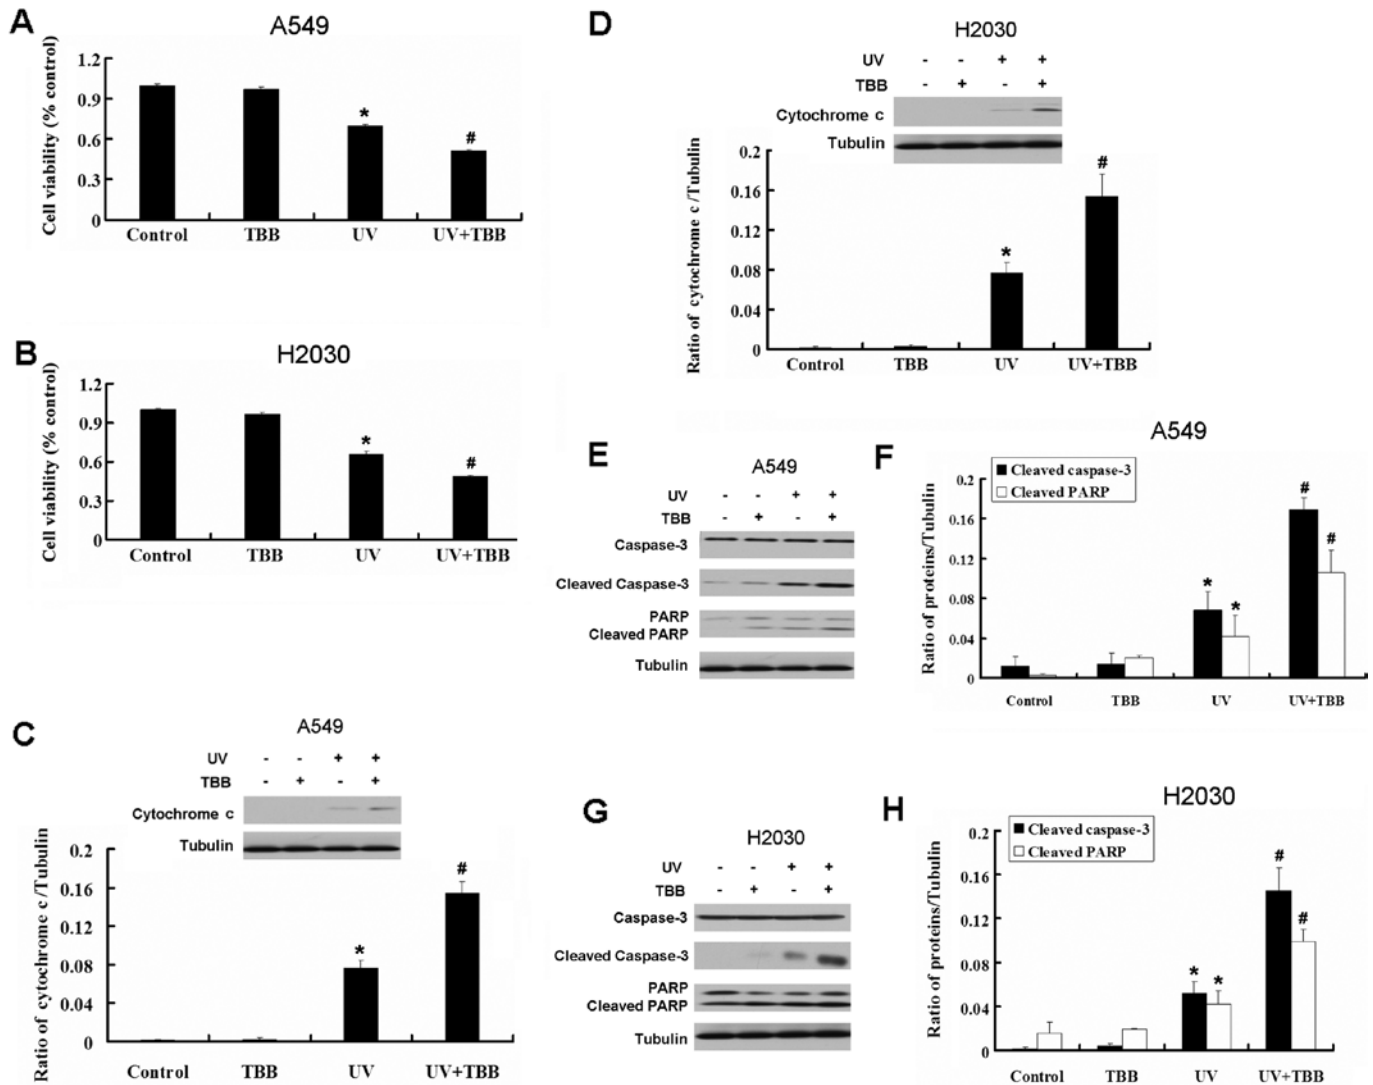 A
A549
Cell viability (% control)
1.2
0.9
0.6
0.3
0
*
#
Control TBB UV UV+TBB
B
H2030
Cell viability (% control)
1.2
0.9
0.6
0.3
0
*
#
Control TBB UV UV+TBB
C
A549
UV - - + +
TBB - + - +
Cytochrome c
Tubulin
Ratio of cytochrome c/Tubulin
0.2
0.16
0.12
0.08
0.04
0
*
#
Control TBB UV UV+TBB
D
H2030
UV - - + +
TBB - + - +
Cytochrome c
Tubulin
Ratio of cytochrome c/Tubulin
0.2
0.16
0.12
0.08
0.04
0
*
#
Control TBB UV UV+TBB
E
A549
UV - - + +
TBB - + - +
Caspase-3
Cleaved Caspase-3
PARP
Cleaved PARP
Tubulin
F
A549
Cleaved caspase-3
Cleaved PARP
Ratio of proteins/Tubulin
0.2
0.16
0.12
0.08
0.04
0
* *
# #
Control TBB UV UV+TBB
G
H2030
UV - - + +
TBB - + - +
Caspase-3
Cleaved Caspase-3
PARP
Cleaved PARP
Tubulin
H
H2030
Cleaved caspase-3
Cleaved PARP
Ratio of proteins/Tubulin
0.2
0.16
0.12
0.08
0.04
0
* *
# #
Control TBB UV UV+TBB